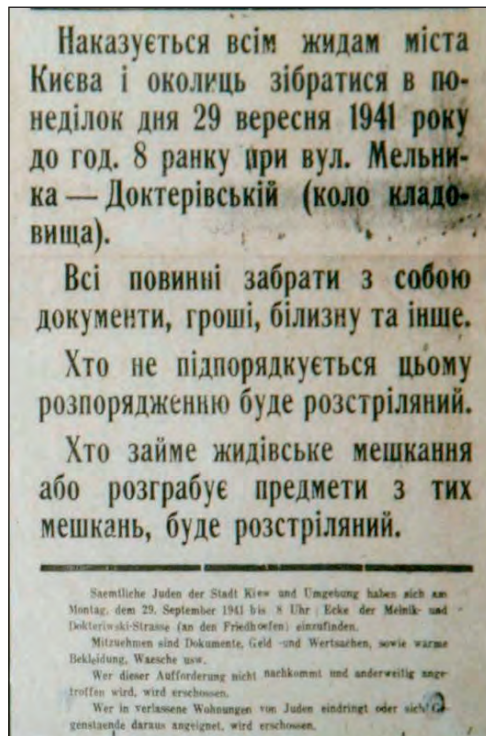 Наказується всім жидам міста
Києва і околиць зібратися в по-
неділок дня 29 вересня 1941 року
до год. 8 ранку при вул. Мельни-
ка — Доктерівській (коло кладо-
вища).
Всі повинні забрати з собою
документи, гроші, білизну та інше.
Хто не підпорядкується цьому
розпорядженню буде розстріляний.
Хто займе жидівське мешкання
або розграбує предмети з тих
мешкань, буде розстріляний.
Saemtliche Juden der Stadt Kiew und Umgebung haben sich am
Montag, dem 29. September 1941 bis 8 Uhr, Ecke der Melnik- und
Dokteriwski-Strasse (an den Friedhoefen) einzufinden.
Mitzuehmen sind Dokumente, Geld und Wertsachen, sowie warme
Bekleidung, Waesche usw.
Wer dieser Aufforderung nicht nachkommt und anderweitig ange-
troffen wird, wird erschossen.
Wer in verlassene Wohnungen von Juden eindringt oder sich Ge-
genstaende daraus angeignet, wird erschossen.